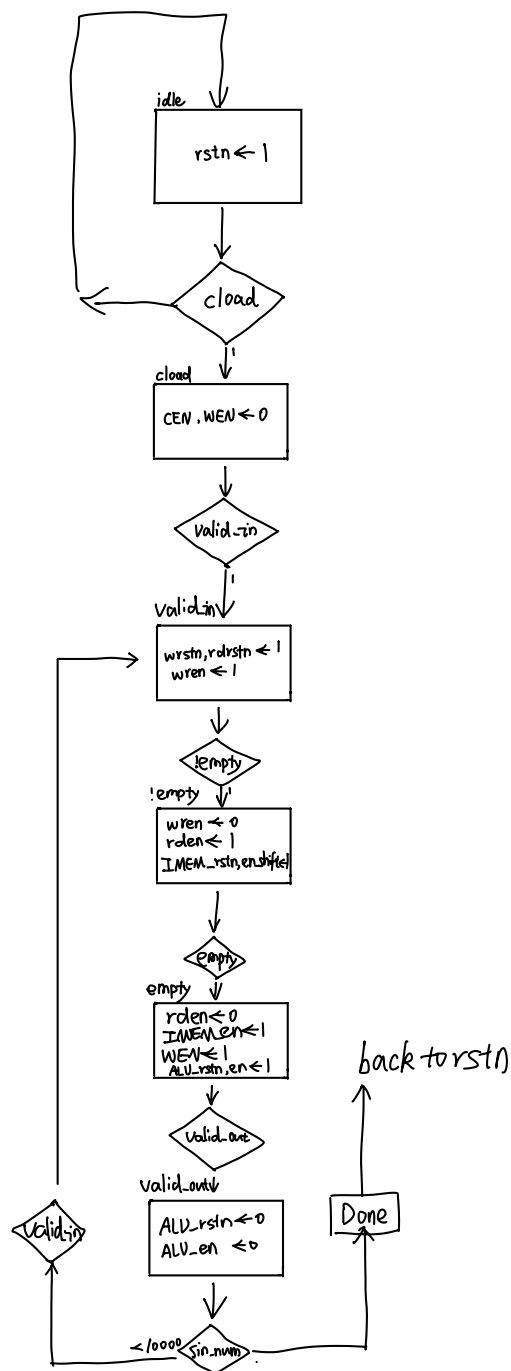 idle
rstn ← 1
cload
1
cload
CEN, WEN ← 0
valid_in
1
valid_in
wrstn, rdrstn ← 1
wren ← 1
!empty
!empty
1
wren ← 0
rden ← 1
IMEM_rstn, en_shift ← 1
empty
empty
rden ← 0
IMEM_en ← 1
WEN ← 1
ALU_rstn, en ← 1
back to rstn
valid_out
valid_out
ALU_rstn ← 0
ALU_en ← 0
Done
valid_in
<10000
sin_num